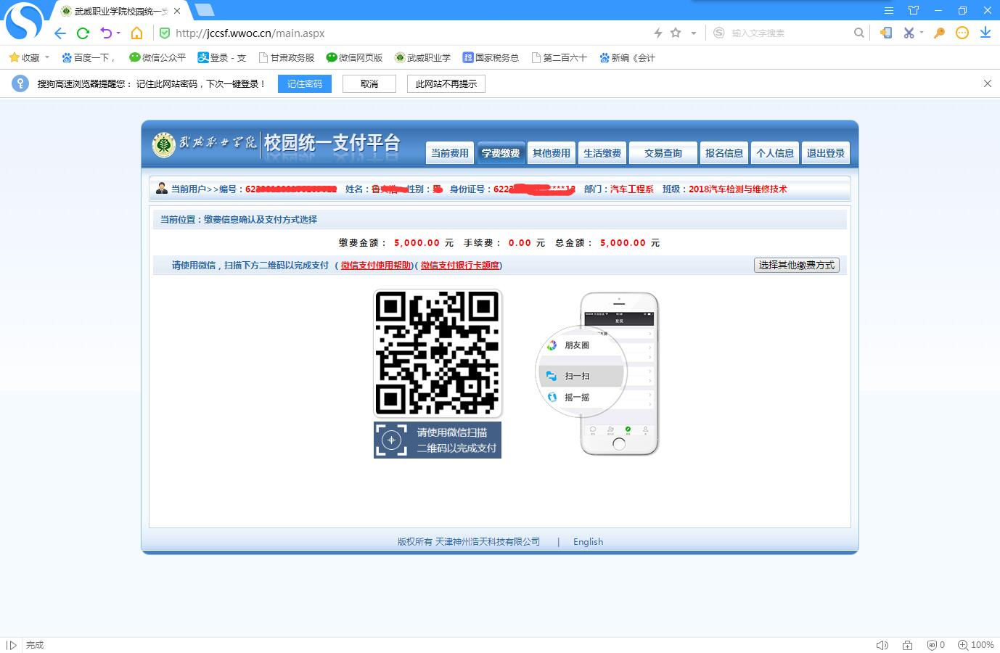 武威职业学院校园统一支
http://jccsf.wwoc.cn/main.aspx
输入文字搜索
收藏 百度一下， 微信公众平 登录 - 支 甘肃政务服 微信网页版 武威职业学 国家税务总 第二百六十 新编《会计
搜狗高速浏览器提醒您： 记住此网站密码，下次一键登录！ 记住密码 取消 此网站不再提示
武威职业学院 校园统一支付平台
当前费用 学费缴费 其他费用 生活缴费 交易查询 报名信息 个人信息 退出登录
当前用户>>编号：62 姓名： 性别： 身份证号：622 部门：汽车工程系 班级：2018汽车检测与维修技术
当前位置：缴费信息确认及支付方式选择
缴费金额： 5,000.00 元 手续费： 0.00 元 总金额： 5,000.00 元
请使用微信，扫描下方二维码以完成支付 ( 微信支付使用帮助)( 微信支付银行卡额度) 选择其他缴费方式
发现
朋友圈
扫一扫
摇一摇
请使用微信扫描
二维码以完成支付
版权所有 天津神州浩天科技有限公司 | English
完成 0 100%